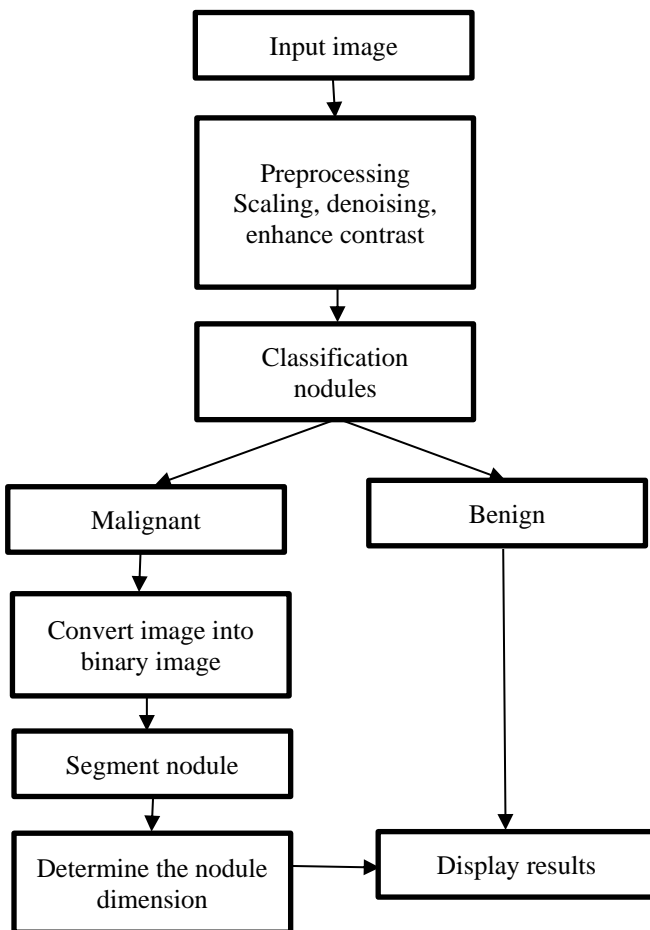 Input image
Preprocessing
Scaling, denoising,
enhance contrast
Classification
nodules
Malignant
Benign
Convert image into
binary image
Segment nodule
Determine the nodule
dimension
Display results